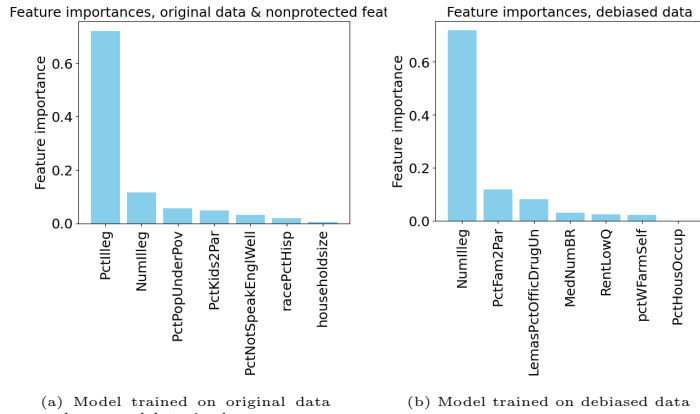 Feature importances, original data & nonprotected feat
Feature importance
0.6
0.4
0.2
0.0
PctIlleg
NumIlleg
PctPopUnderPov
PctKids2Par
PctNotSpeakEnglWell
racePctHisp
householdsize
(a) Model trained on original data
Feature importances, debiased data
Feature importance
0.6
0.4
0.2
0.0
NumIlleg
PctFam2Par
LemasPctOfficDrugUn
MedNumBR
RentLowQ
pctWFarmSelf
PctHousOccup
(b) Model trained on debiased data